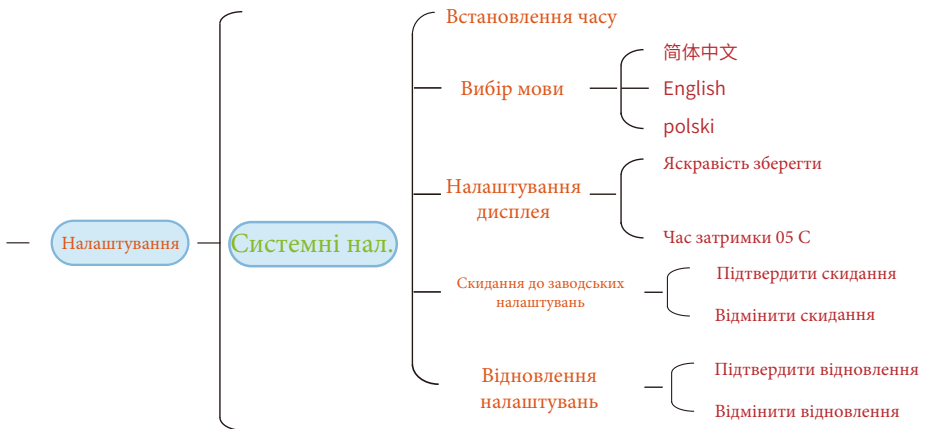 Встановлення часу
简体中文
Вибір мови
English
polski
Яскравість зберегти
Налаштування
дисплея
Налаштування
Системні нал.
Час затримки 05 С
Скидання до заводських
налаштувань
Підтвердити скидання
Відмінити скидання
Відновлення
налаштувань
Підтвердити відновлення
Відмінити відновлення